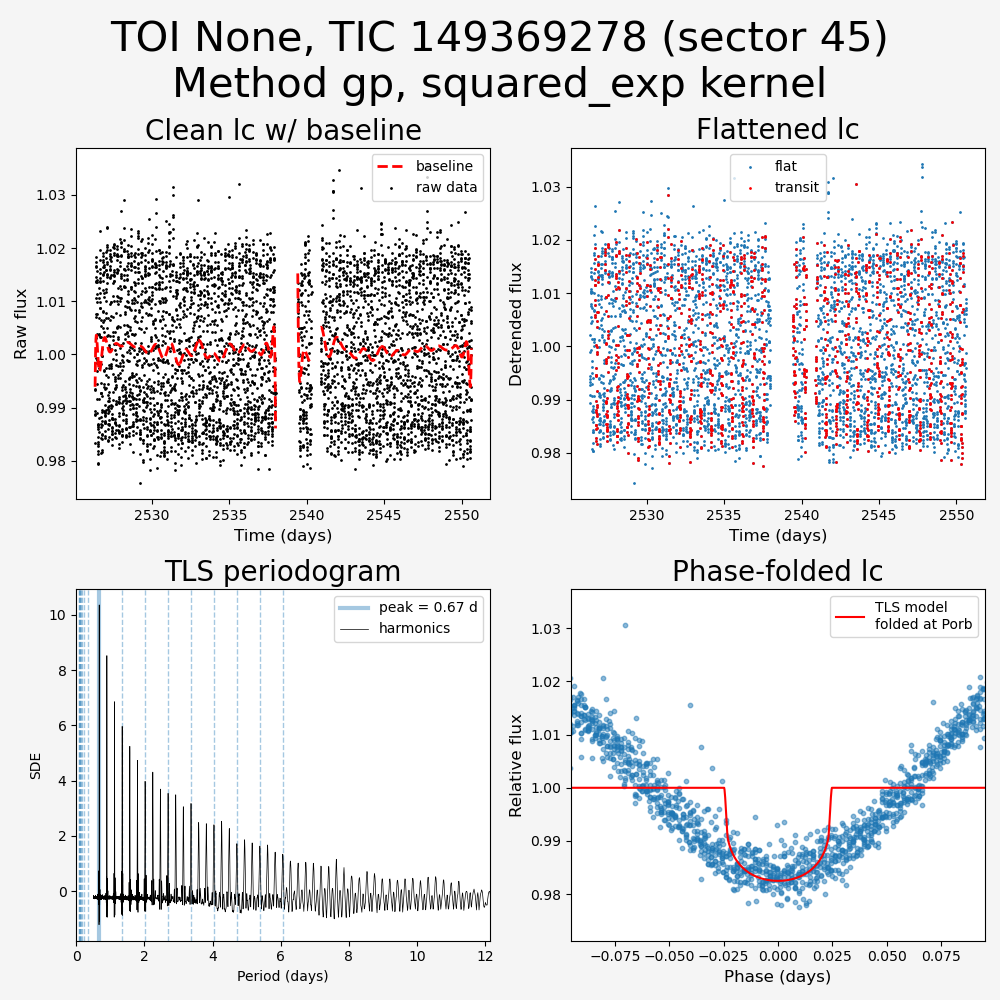 TOI None, TIC 149369278 (sector 45)
Method gp, squared_exp kernel
Clean lc w/ baseline
Raw flux
1.03
1.02
1.01
1.00
0.99
0.98
baseline
raw data
2530
2535
2540
2545
2550
Time (days)
Flattened lc
Detrended flux
1.03
1.02
1.01
1.00
0.99
0.98
flat
transit
2530
2535
2540
2545
2550
Time (days)
TLS periodogram
SDE
10
8
6
4
2
0
peak = 0.67 d
harmonics
0
2
4
6
8
10
12
Period (days)
Phase-folded lc
Relative flux
1.03
1.02
1.01
1.00
0.99
0.98
TLS model
folded at Porb
−0.075
−0.050
−0.025
0.000
0.025
0.050
0.075
Phase (days)